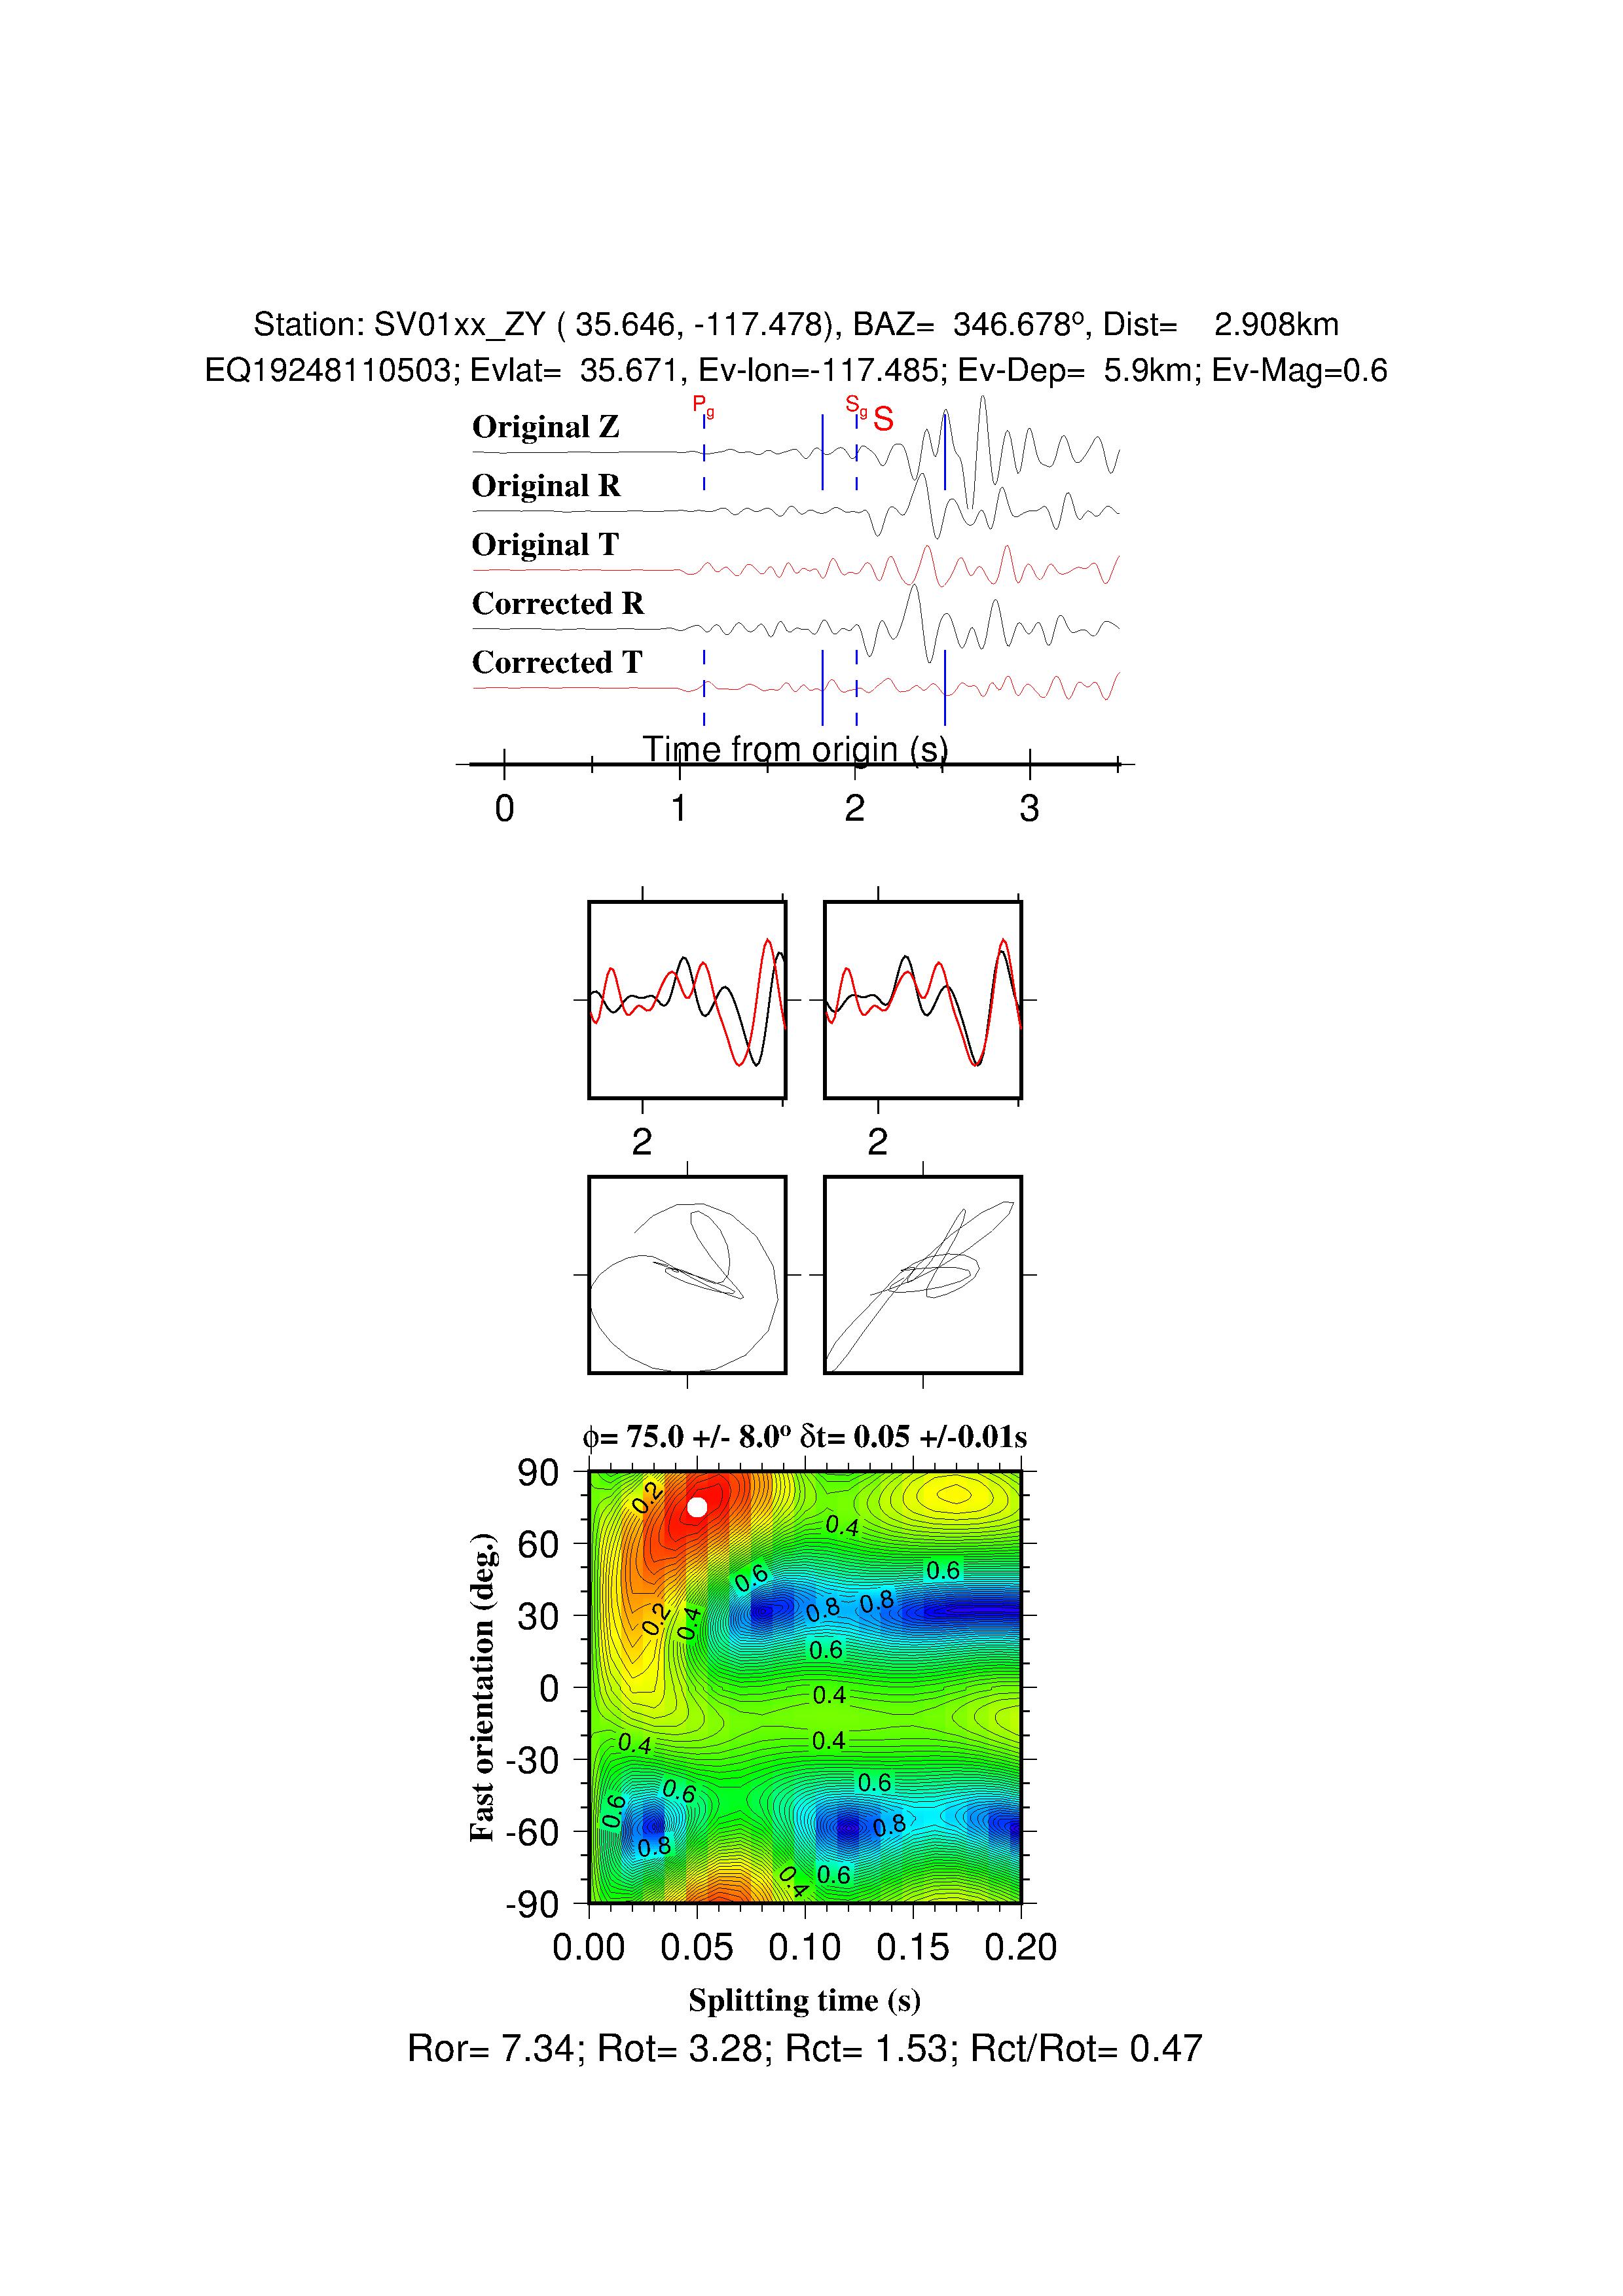 Station: SV01xx_ZY ( 35.646, -117.478), BAZ= 346.678º, Dist= 2.908km
EQ19248110503; Evlat= 35.671, Ev-lon=-117.485; Ev-Dep= 5.9km; Ev-Mag=0.6
Pg Sg S
Original Z
Original R
Original T
Corrected R
Corrected T
Time from origin (s)
0 1 2 3
2 2
ϕ= 75.0 +/- 8.0º δt= 0.05 +/-0.01s
90
60
30
0
-30
-60
-90
Fast orientation (deg.)
0.2
0.4
0.6 0.6
0.2 0.4 0.8 0.8
0.6
0.4
0.4 0.4
0.6 0.6
0.6 0.8
0.8
0.4 0.6
0.00 0.05 0.10 0.15 0.20
Splitting time (s)
Ror= 7.34; Rot= 3.28; Rct= 1.53; Rct/Rot= 0.47